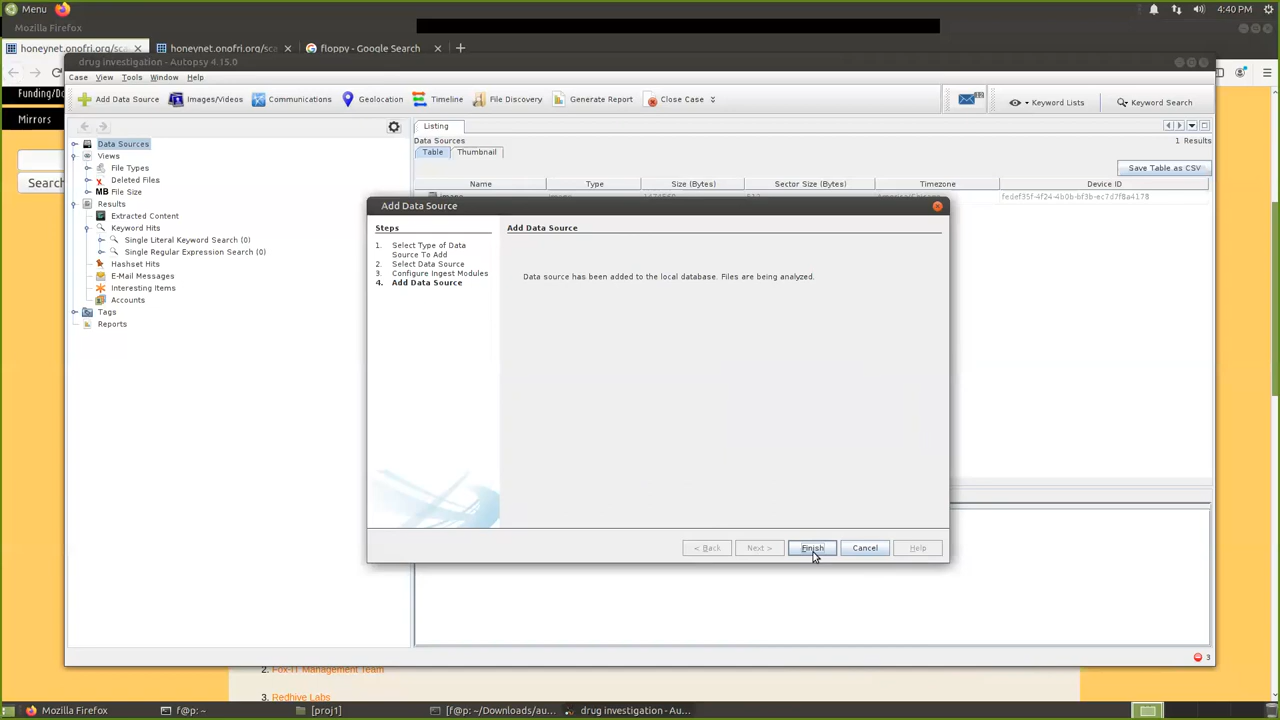 Menu
4:40 PM
Mozilla Firefox
honeynet.onofri.org/sc
honeynet.onofri.org/sca
floppy - Google Search
drug investigation - Autopsy 4.15.0
Case View Tools Window Help
Add Data Source
Images/Videos
Communications
Geolocation
Timeline
File Discovery
Generate Report
Close Case
Keyword Lists
Keyword Search
Funding/Do
Mirrors
Search
Data Sources
Views
File Types
Deleted Files
MB File Size
Results
Extracted Content
Keyword Hits
Single Literal Keyword Search (0)
Single Regular Expression Search (0)
Hashset Hits
E-Mail Messages
Interesting Items
Accounts
Tags
Reports
Listing
Data Sources
1 Results
Table
Thumbnail
Save Table as CSV
Name Type Size (Bytes) Sector Size (Bytes) Timezone Device ID
fedef35f-4f24-4b0b-bf3b-ec7d7f8a4178
Add Data Source
Steps
1. Select Type of Data
Source To Add
2. Select Data Source
3. Configure Ingest Modules
4. Add Data Source
Add Data Source
Data source has been added to the local database. Files are being analyzed.
< Back
Next >
Finish
Cancel
Help
3
2. Fox-IT Management Team
3. Redhive Labs
Mozilla Firefox
f@p: ~
[proj1]
[f@p: ~/Downloads/au...
drug investigation - Au...